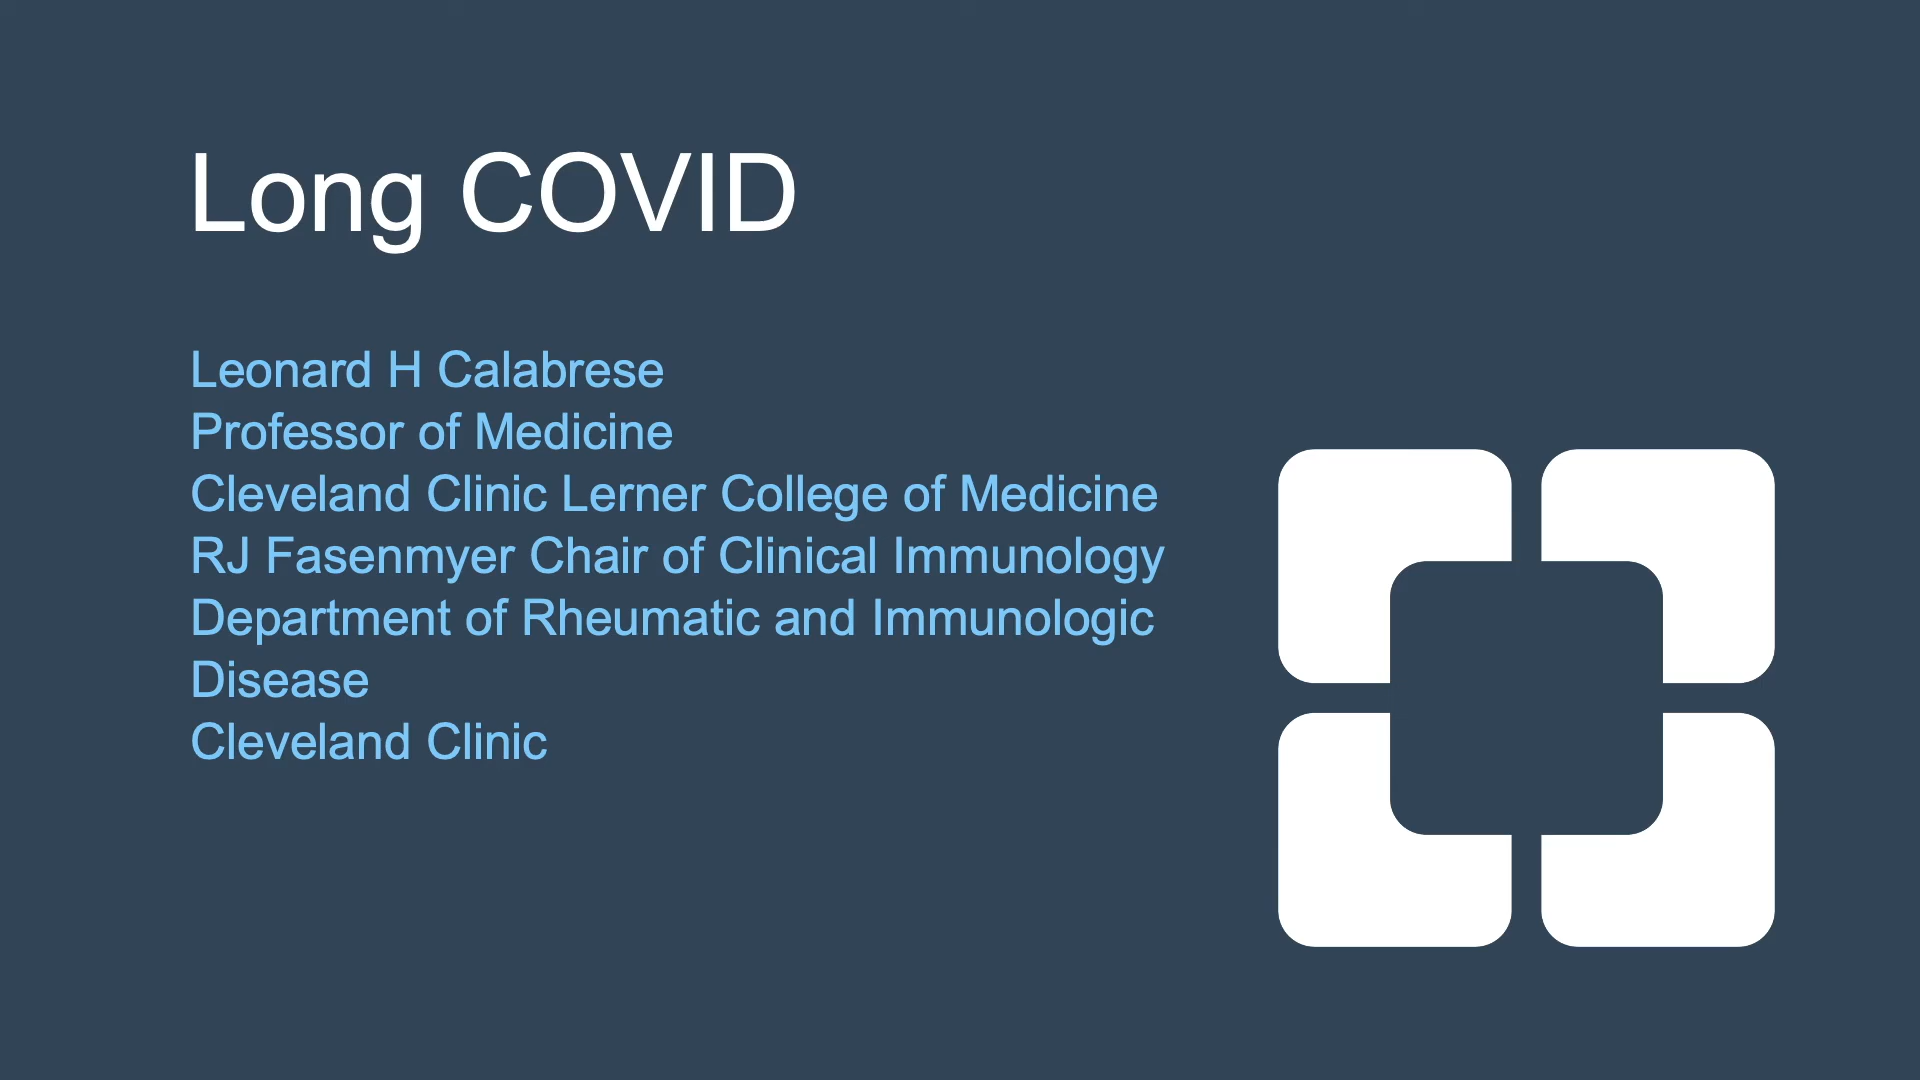 Long COVID
Leonard H Calabrese
Professor of Medicine
Cleveland Clinic Lerner College of Medicine
RJ Fasenmyer Chair of Clinical Immunology
Department of Rheumatic and Immunologic
Disease
Cleveland Clinic